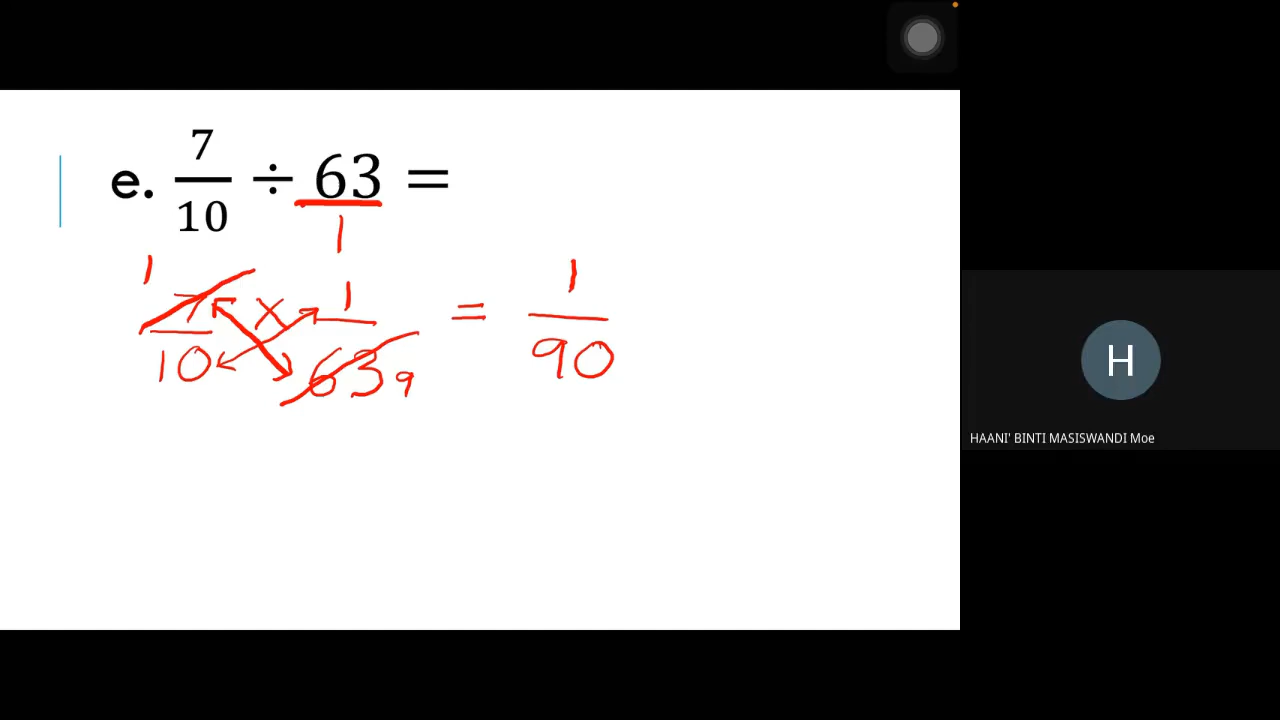 e. 7/10 ÷ 63 =
1
1 7/10 × 1/63 9 = 1/90
H
HAANI' BINTI MASISWANDI Moe